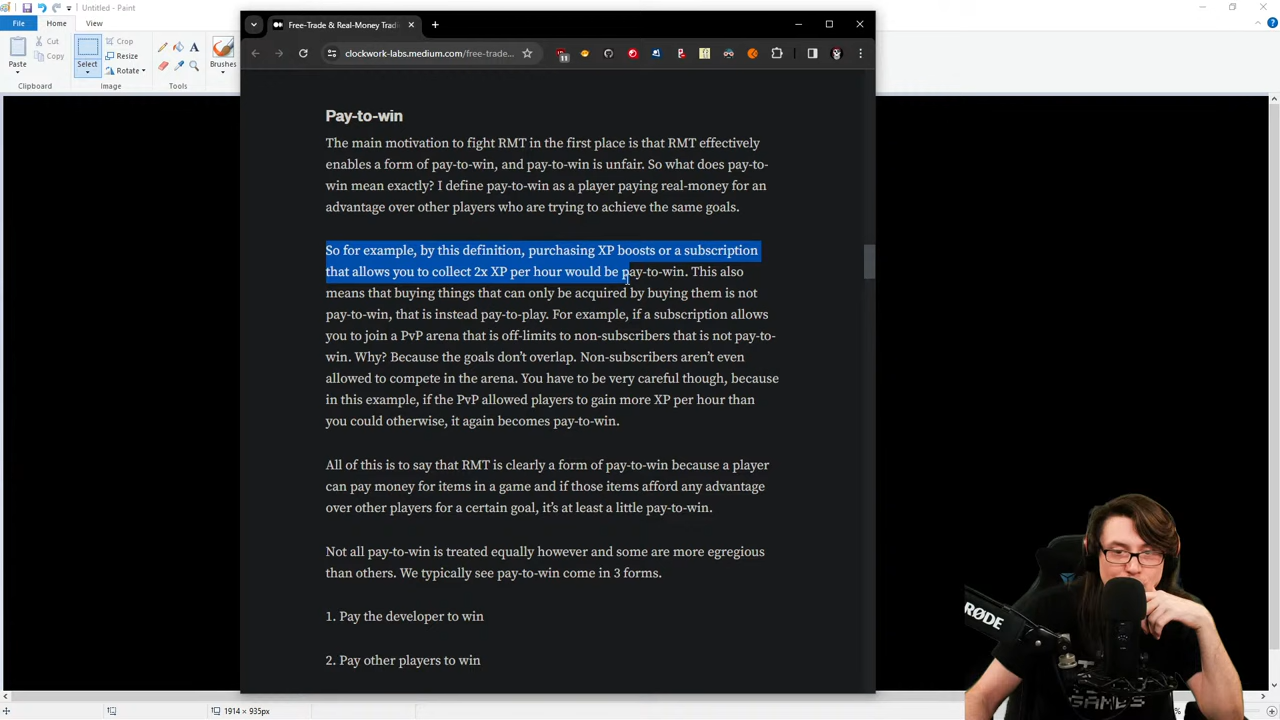 Untitled - Paint
File
Home
View
Paste
Cut
Copy
Clipboard
Select
Crop
Resize
Rotate
Image
Tools
Brushes
Free-Trade & Real-Money Tradi
clockwork-labs.medium.com/free-trade...
11
Pay-to-win
The main motivation to fight RMT in the first place is that RMT effectively
enables a form of pay-to-win, and pay-to-win is unfair. So what does pay-to-
win mean exactly? I define pay-to-win as a player paying real-money for an
advantage over other players who are trying to achieve the same goals.
So for example, by this definition, purchasing XP boosts or a subscription
that allows you to collect 2x XP per hour would be pay-to-win. This also
means that buying things that can only be acquired by buying them is not
pay-to-win, that is instead pay-to-play. For example, if a subscription allows
you to join a PvP arena that is off-limits to non-subscribers that is not pay-to-
win. Why? Because the goals don't overlap. Non-subscribers aren't even
allowed to compete in the arena. You have to be very careful though, because
in this example, if the PvP allowed players to gain more XP per hour than
you could otherwise, it again becomes pay-to-win.
All of this is to say that RMT is clearly a form of pay-to-win because a player
can pay money for items in a game and if those items afford any advantage
over other players for a certain goal, it's at least a little pay-to-win.
Not all pay-to-win is treated equally however and some are more egregious
than others. We typically see pay-to-win come in 3 forms.
1. Pay the developer to win
2. Pay other players to win
RØDE
GAMES
1914 × 935px